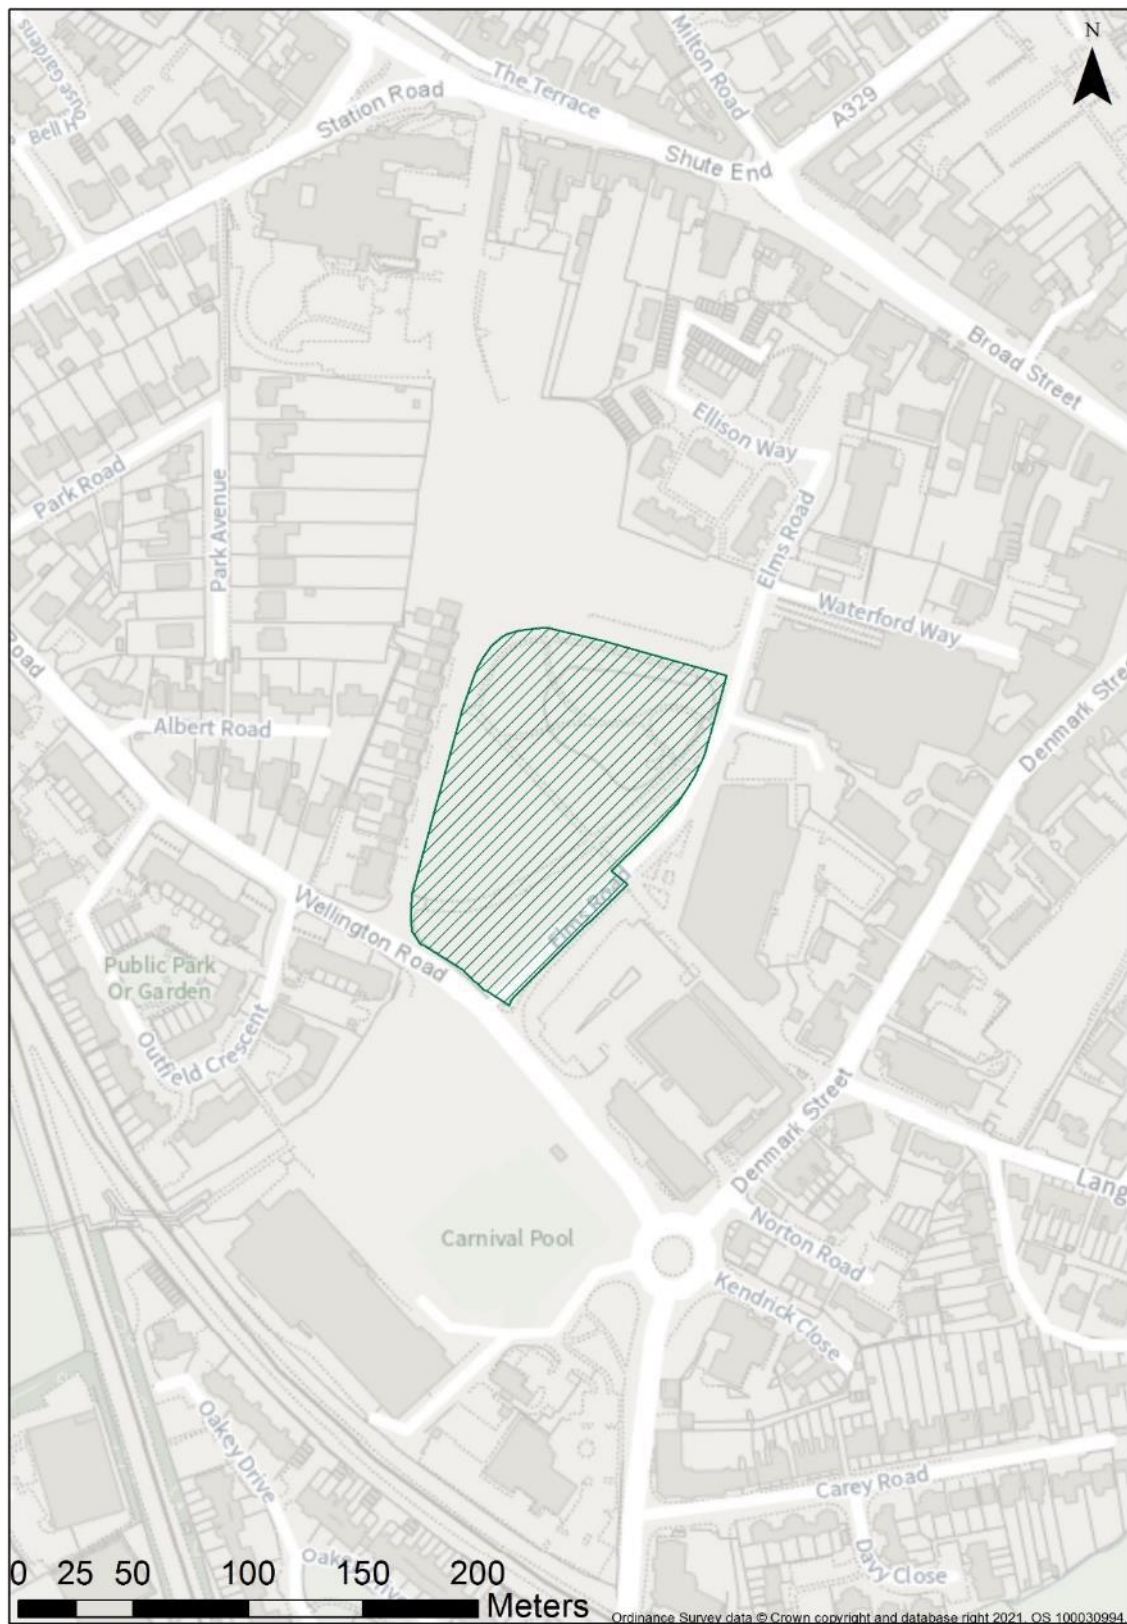 N
Ouse Gardens
Bell H
Station Road
The Terrace
Milton Road
A329
Shute End
Broad Street
Ellison Way
Park Road
Park Avenue
Elms Road
Waterford Way
Road
Albert Road
Denmark Stree
Wellington Road
Elms Road
Public Park
Or Garden
Outfield Crescent
Denmark Street
Lang
Carnival Pool
Norton Road
Kendrick Close
Oakey Drive
Carey Road
Davy Close
0 25 50 100 150 200
Meters
Ordinance Survey data © Crown copyright and database right 2021. OS 100030994.